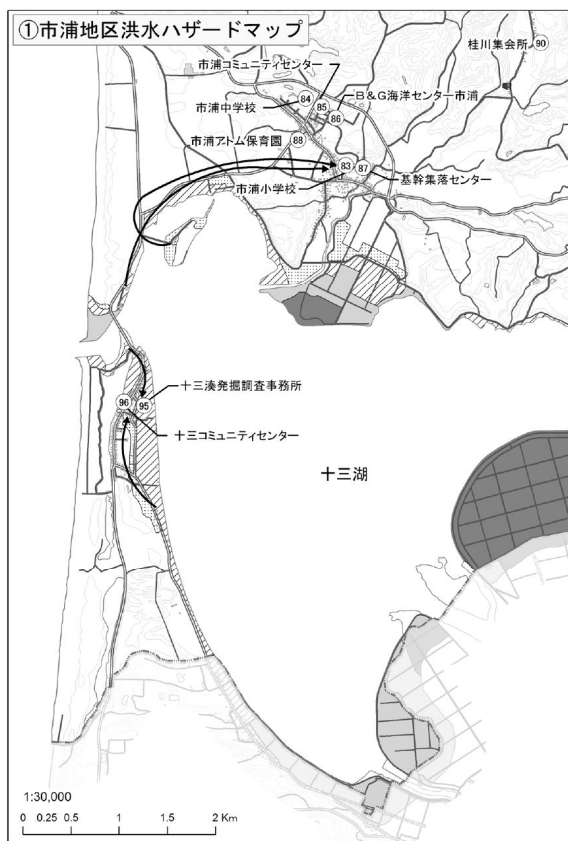 ①市浦地区洪水ハザードマップ
桂川集会所 90
市浦コミュニティセンター
84
市浦中学校
85
B&G海洋センター市浦
86
市浦アトム保育園
88
83
87
市浦小学校
基幹集落センター
十三湊発掘調査事務所
96
95
十三コミュニティセンター
十三湖
1:30,000
0 0.25 0.5 1 1.5 2 Km